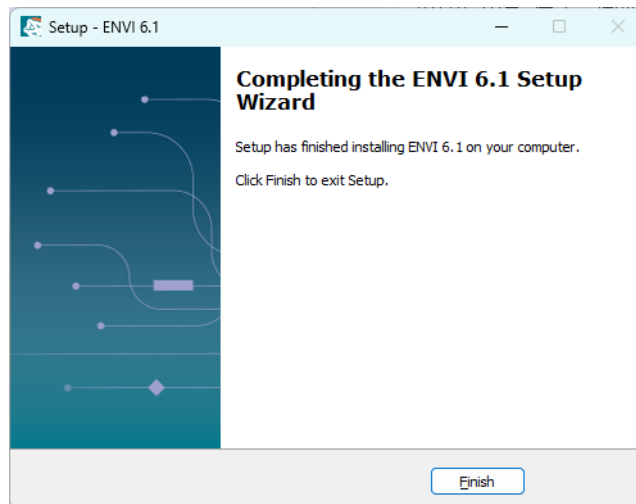 Setup - ENVI 6.1
Completing the ENVI 6.1 Setup
Wizard
Setup has finished installing ENVI 6.1 on your computer.
Click Finish to exit Setup.
Finish